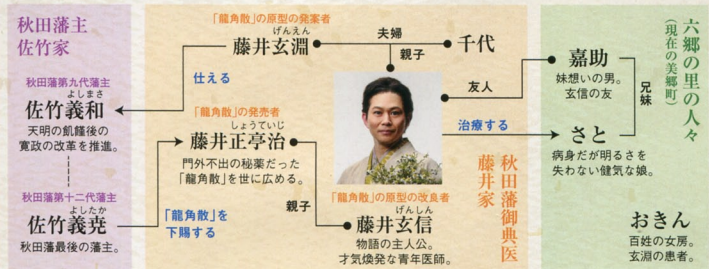 秋田藩主
佐竹家
秋田藩第九代藩主
よしまさ
佐竹義和
天明の飢饉後の
寛政の改革を推進。
秋田藩第十二代藩主
よしたか
佐竹義堯
秋田藩最後の藩主。
「龍角散」の原型の発案者
げんえん
藤井玄淵
夫婦
千代
親子
仕える
「龍角散」の発売者
しょうていじ
藤井正亭治
門外不出の秘薬だった
「龍角散」を世に広める。
「龍角散」を
下賜する
親子
友人
治療する
秋田藩御典医
藤井家
「龍角散」の原型の改良者
げんしん
藤井玄信
物語の主人公。
才気煥発な青年医師。
六郷の里の人々
(現在の美郷町)
嘉助
妹想いの男。
玄信の友
兄妹
さと
病身だが明るさを
失わない健気な娘。
おきん
百姓の女房。
玄淵の患者。